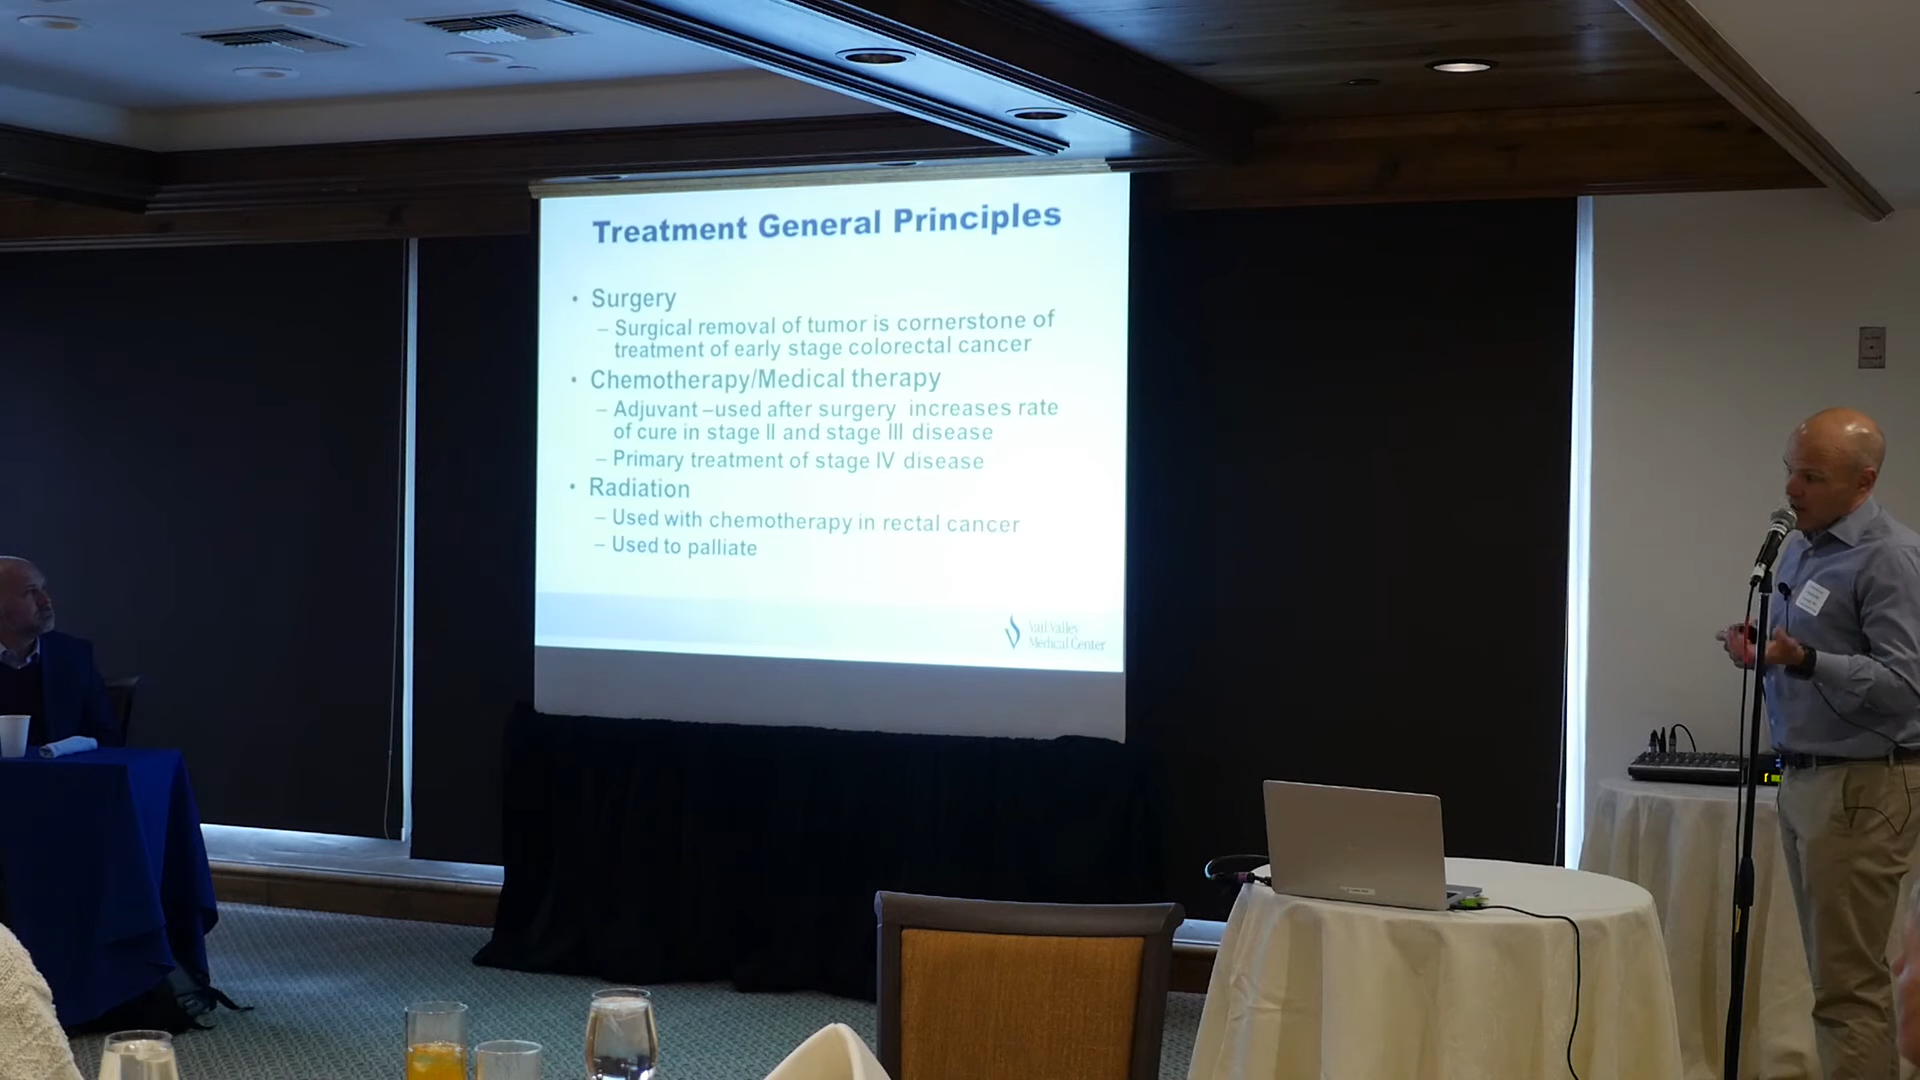 Treatment General Principles
• Surgery
– Surgical removal of tumor is cornerstone of
treatment of early stage colorectal cancer
• Chemotherapy/Medical therapy
– Adjuvant –used after surgery increases rate
of cure in stage II and stage III disease
– Primary treatment of stage IV disease
• Radiation
– Used with chemotherapy in rectal cancer
– Used to palliate
Vail Valley
Medical Center